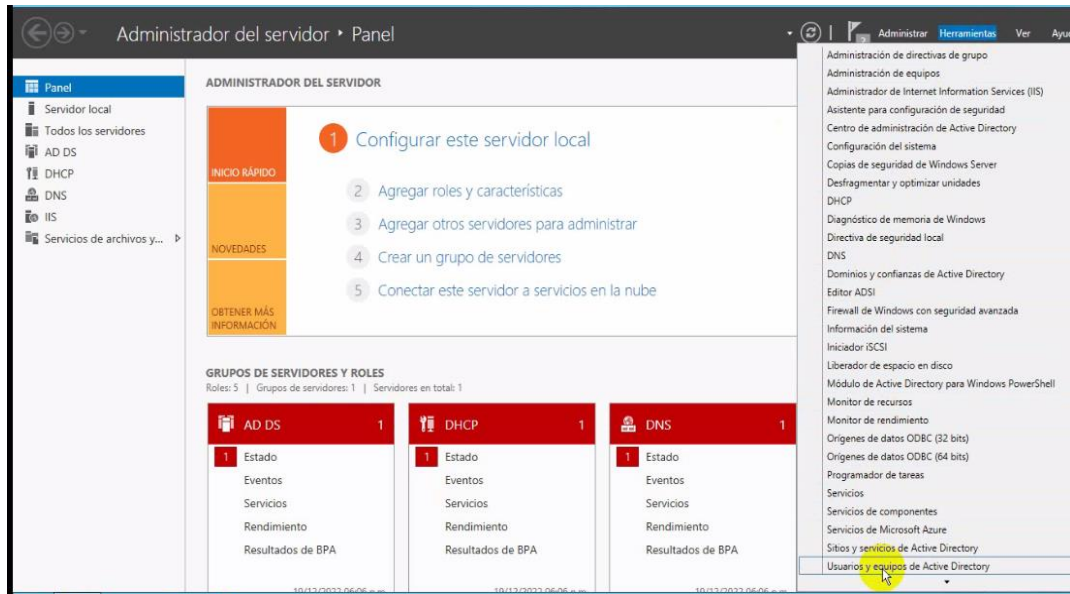 Administrador del servidor ‣ Panel
Administrar Herramientas Ver
Panel
Servidor local
Todos los servidores
AD DS
DHCP
DNS
IIS
Servicios de archivos y...
ADMINISTRADOR DEL SERVIDOR
INICIO RÁPIDO
NOVEDADES
OBTENER MÁS
INFORMACIÓN
1 Configurar este servidor local
2 Agregar roles y características
3 Agregar otros servidores para administrar
4 Crear un grupo de servidores
5 Conectar este servidor a servicios en la nube
GRUPOS DE SERVIDORES Y ROLES
Roles: 5 | Grupos de servidores: 1 | Servidores en total: 1
AD DS 1
1 Estado
Eventos
Servicios
Rendimiento
Resultados de BPA
DHCP 1
1 Estado
Eventos
Servicios
Rendimiento
Resultados de BPA
DNS 1
1 Estado
Eventos
Servicios
Rendimiento
Resultados de BPA
Administración de directivas de grupo
Administración de equipos
Administrador de Internet Information Services (IIS)
Asistente para configuración de seguridad
Centro de administración de Active Directory
Configuración del sistema
Copias de seguridad de Windows Server
Desfragmentar y optimizar unidades
DHCP
Diagnóstico de memoria de Windows
Directiva de seguridad local
DNS
Dominios y confianzas de Active Directory
Editor ADSI
Firewall de Windows con seguridad avanzada
Información del sistema
Iniciador iSCSI
Liberador de espacio en disco
Módulo de Active Directory para Windows PowerShell
Monitor de recursos
Monitor de rendimiento
Orígenes de datos ODBC (32 bits)
Orígenes de datos ODBC (64 bits)
Programador de tareas
Servicios
Servicios de componentes
Servicios de Microsoft Azure
Sitios y servicios de Active Directory
Usuarios y equipos de Active Directory